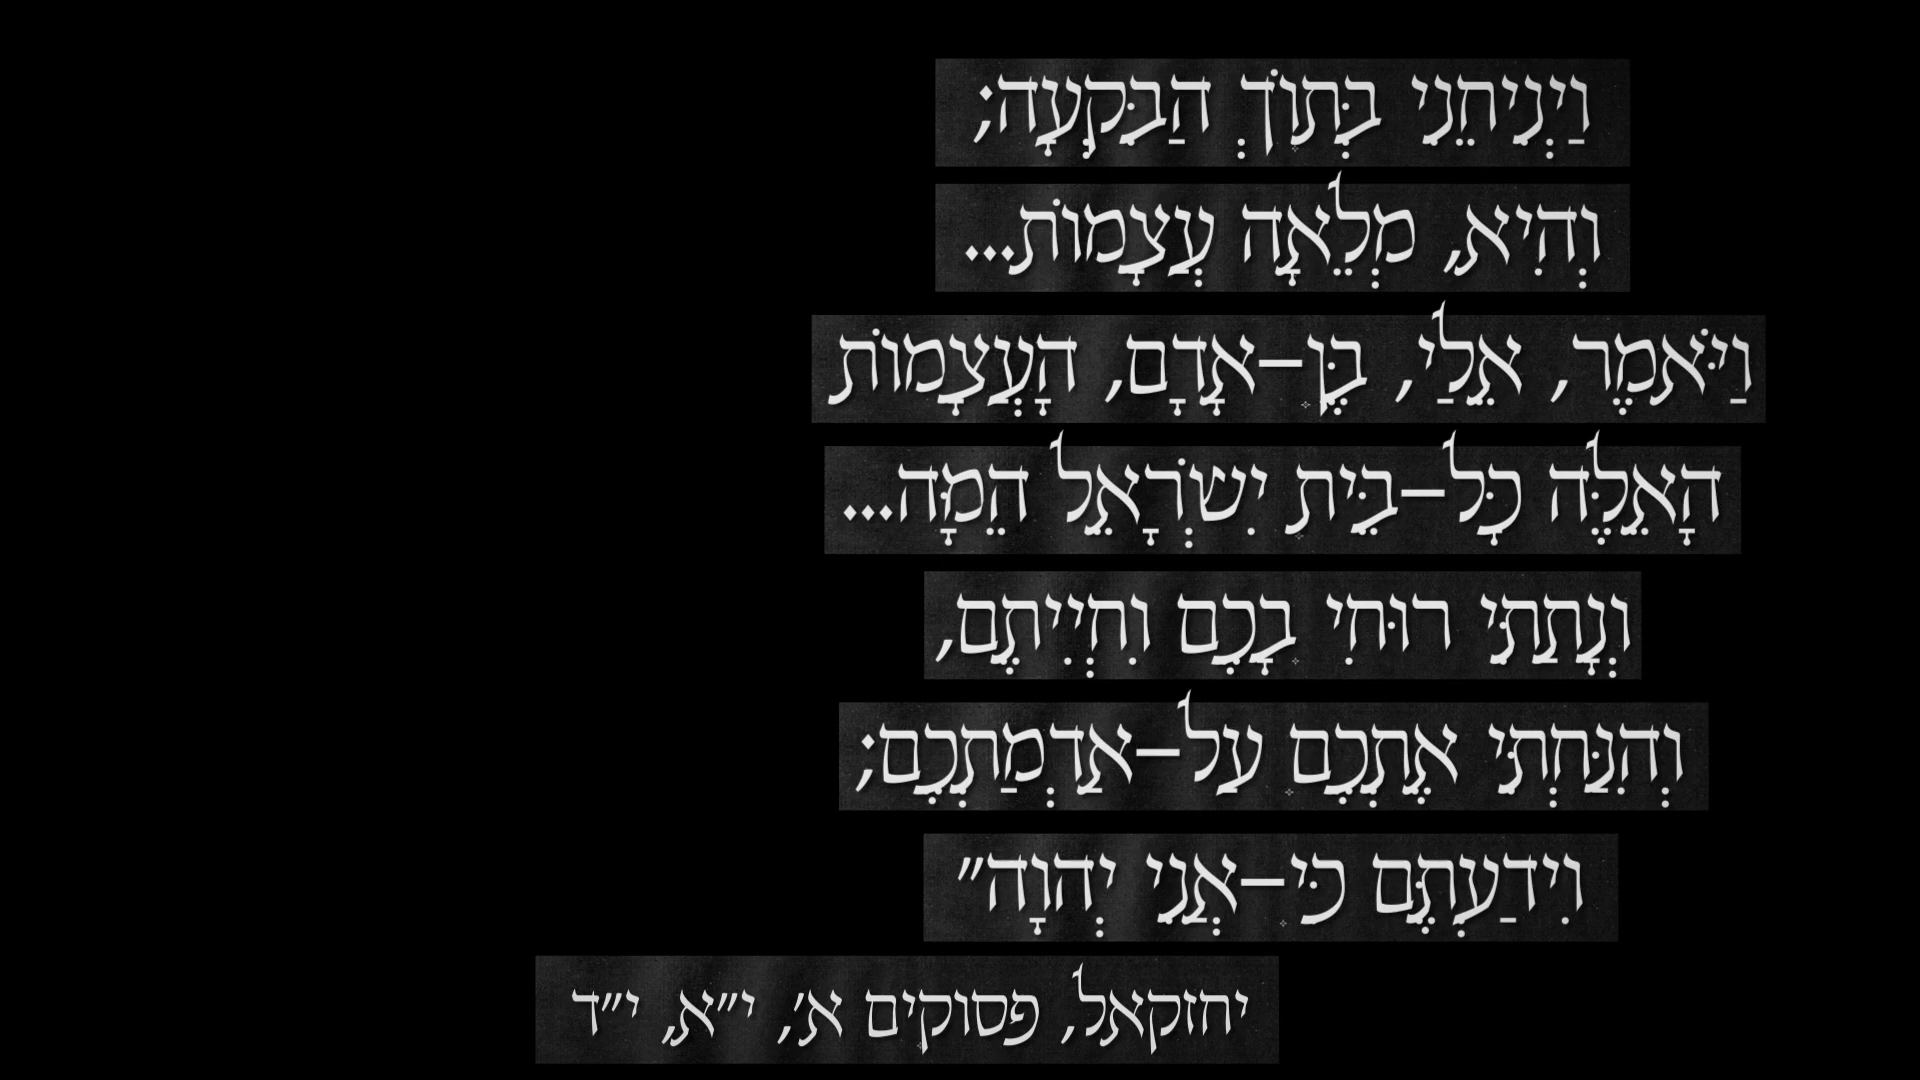 וַיְנִיחֵנִי בְּתוֹךְ הַבִּקְעָה;
וְהִיא, מְלֵאָה עֲצָמוֹת...
וַיֹּאמֶר, אֵלַי, בֶּן–אָדָם, הָעֲצָמוֹת
הָאֵלֶּה כָּל–בֵּית יִשְׂרָאֵל הֵמָּה...
וְנָתַתִּי רוּחִי בָכֶם וִחְיִיתֶם,
וְהִנַּחְתִּי אֶתְכֶם עַל–אַדְמַתְכֶם;
וִידַעְתֶּם כִּי–אֲנִי יְהוָה"
יחזקאל, פסוקים א', י"א, י"ד